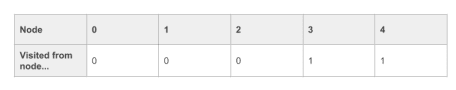 Node 0 1 2 3 4
Visited from node... 0 0 0 1 1